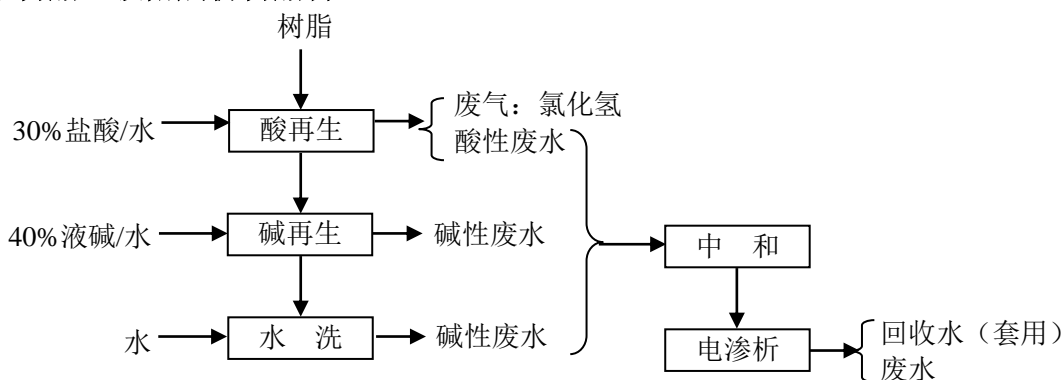 树脂
废气：氯化氢
30%盐酸/水
酸再生
酸性废水
40%液碱/水
碱再生
碱性废水
中 和
水
水 洗
碱性废水
电渗析
回收水（套用）
废水